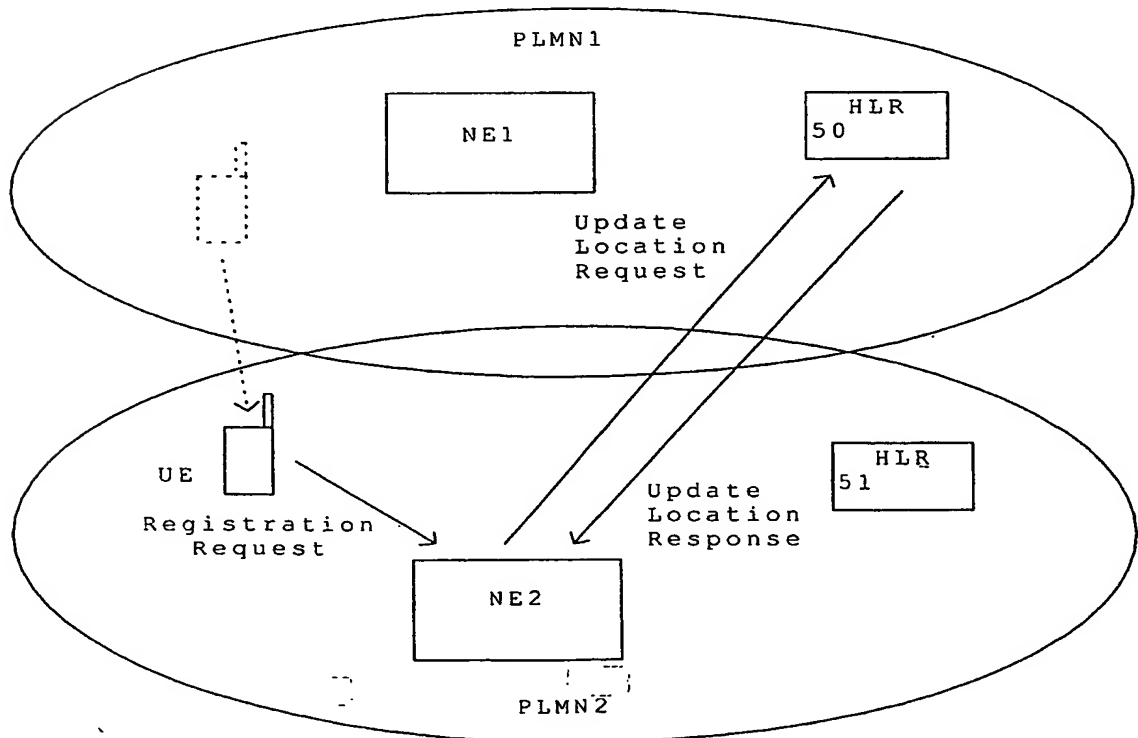 PLMN1
NE1
HLR
50
Update
Location
Request
UE
Registration
Request
HLR
51
Update
Location
Response
NE2
PLMN2